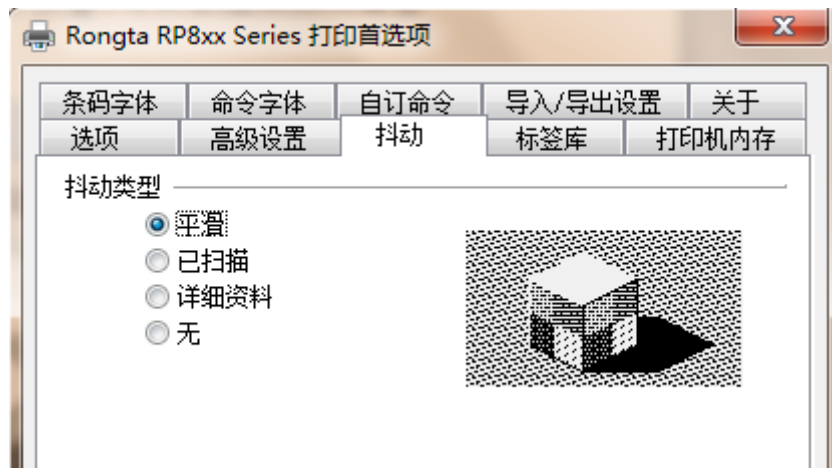 Rongta RP8xx Series 打印首选项
条码字体 命令字体 自订命令 导入/导出设置 关于
选项 高级设置 抖动 标签库 打印机内存
抖动类型
平滑
已扫描
详细资料
无